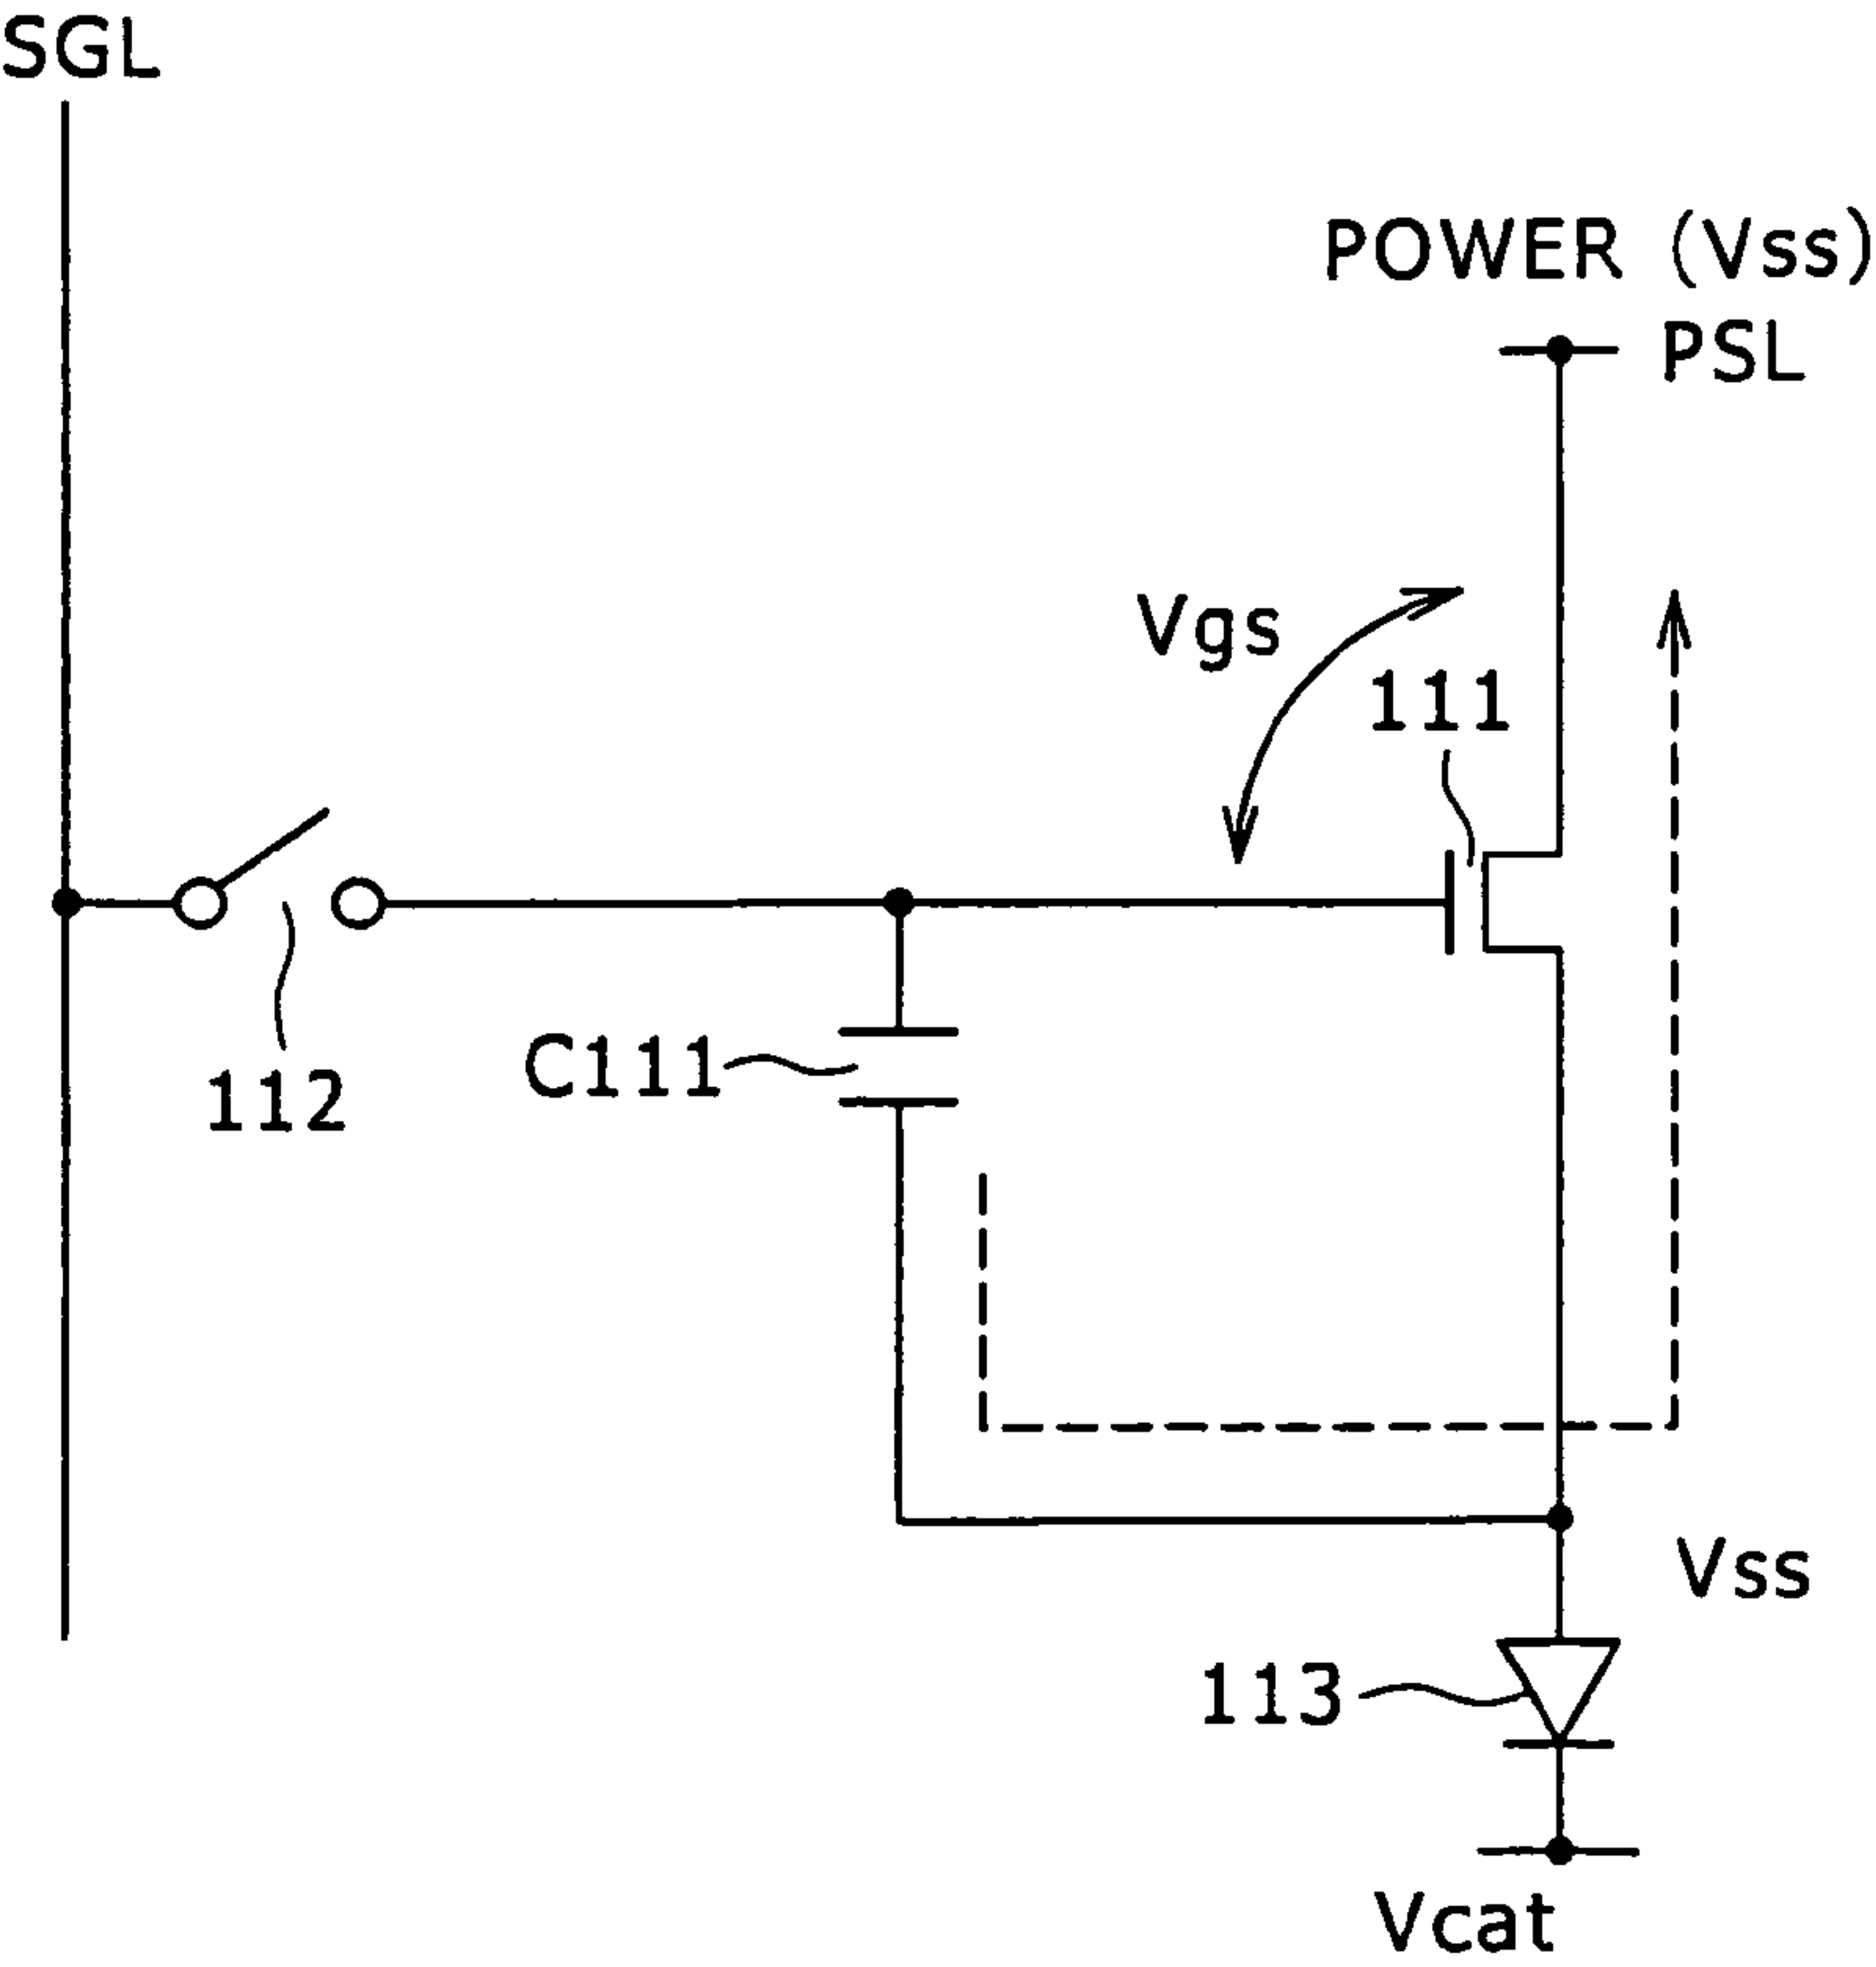 SGL
POWER (Vss)
PSL
Vgs
111
112
C111
Vss
113
Vcat